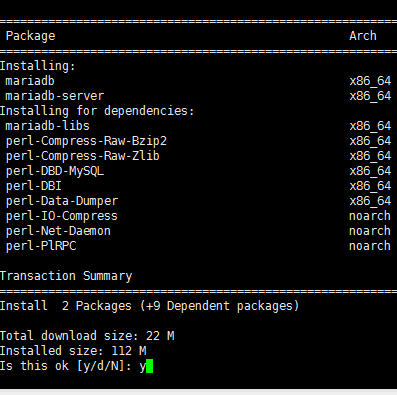 ================================================================
Package Arch
================================================================
Installing:
mariadb x86_64
mariadb-server x86_64
Installing for dependencies:
mariadb-libs x86_64
perl-Compress-Raw-Bzip2 x86_64
perl-Compress-Raw-Zlib x86_64
perl-DBD-MySQL x86_64
perl-DBI x86_64
perl-Data-Dumper x86_64
perl-IO-Compress noarch
perl-Net-Daemon noarch
perl-PlRPC noarch
Transaction Summary
================================================================
Install  2 Packages (+9 Dependent packages)
Total download size: 22 M
Installed size: 112 M
Is this ok [y/d/N]: y